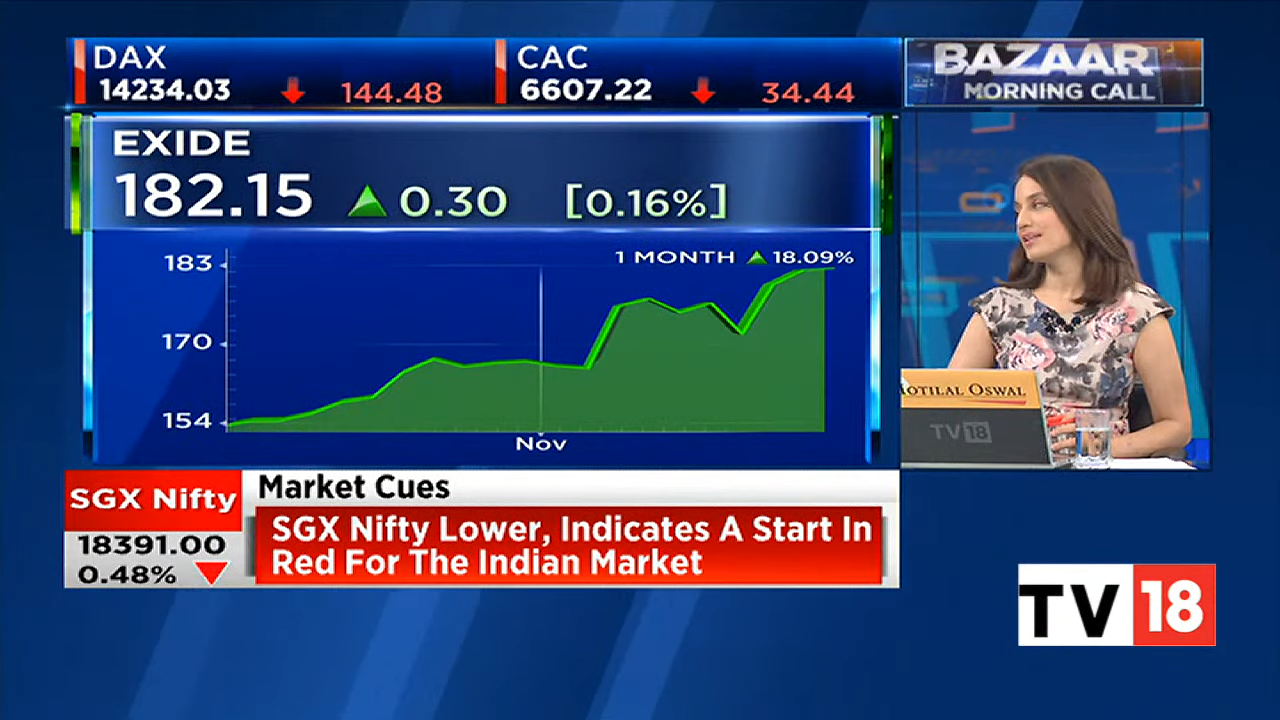 DAX
14234.03 144.48
CAC
6607.22 34.44
BAZAAR
MORNING CALL
EXIDE
182.15 0.30 [0.16%]
1 MONTH 18.09%
183
170
154
Nov
MOTILAL OSWAL
TV18
SGX Nifty
18391.00
0.48%
Market Cues
SGX Nifty Lower, Indicates A Start In
Red For The Indian Market
TV18